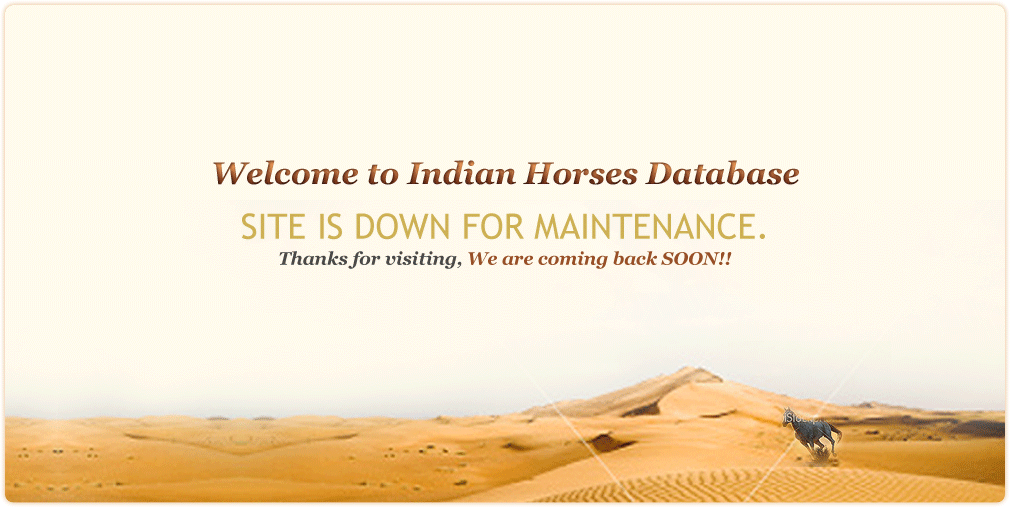 Welcome to Indian Horses Database
SITE IS DOWN FOR MAINTENANCE.
Thanks for visiting, We are coming back SOON!!